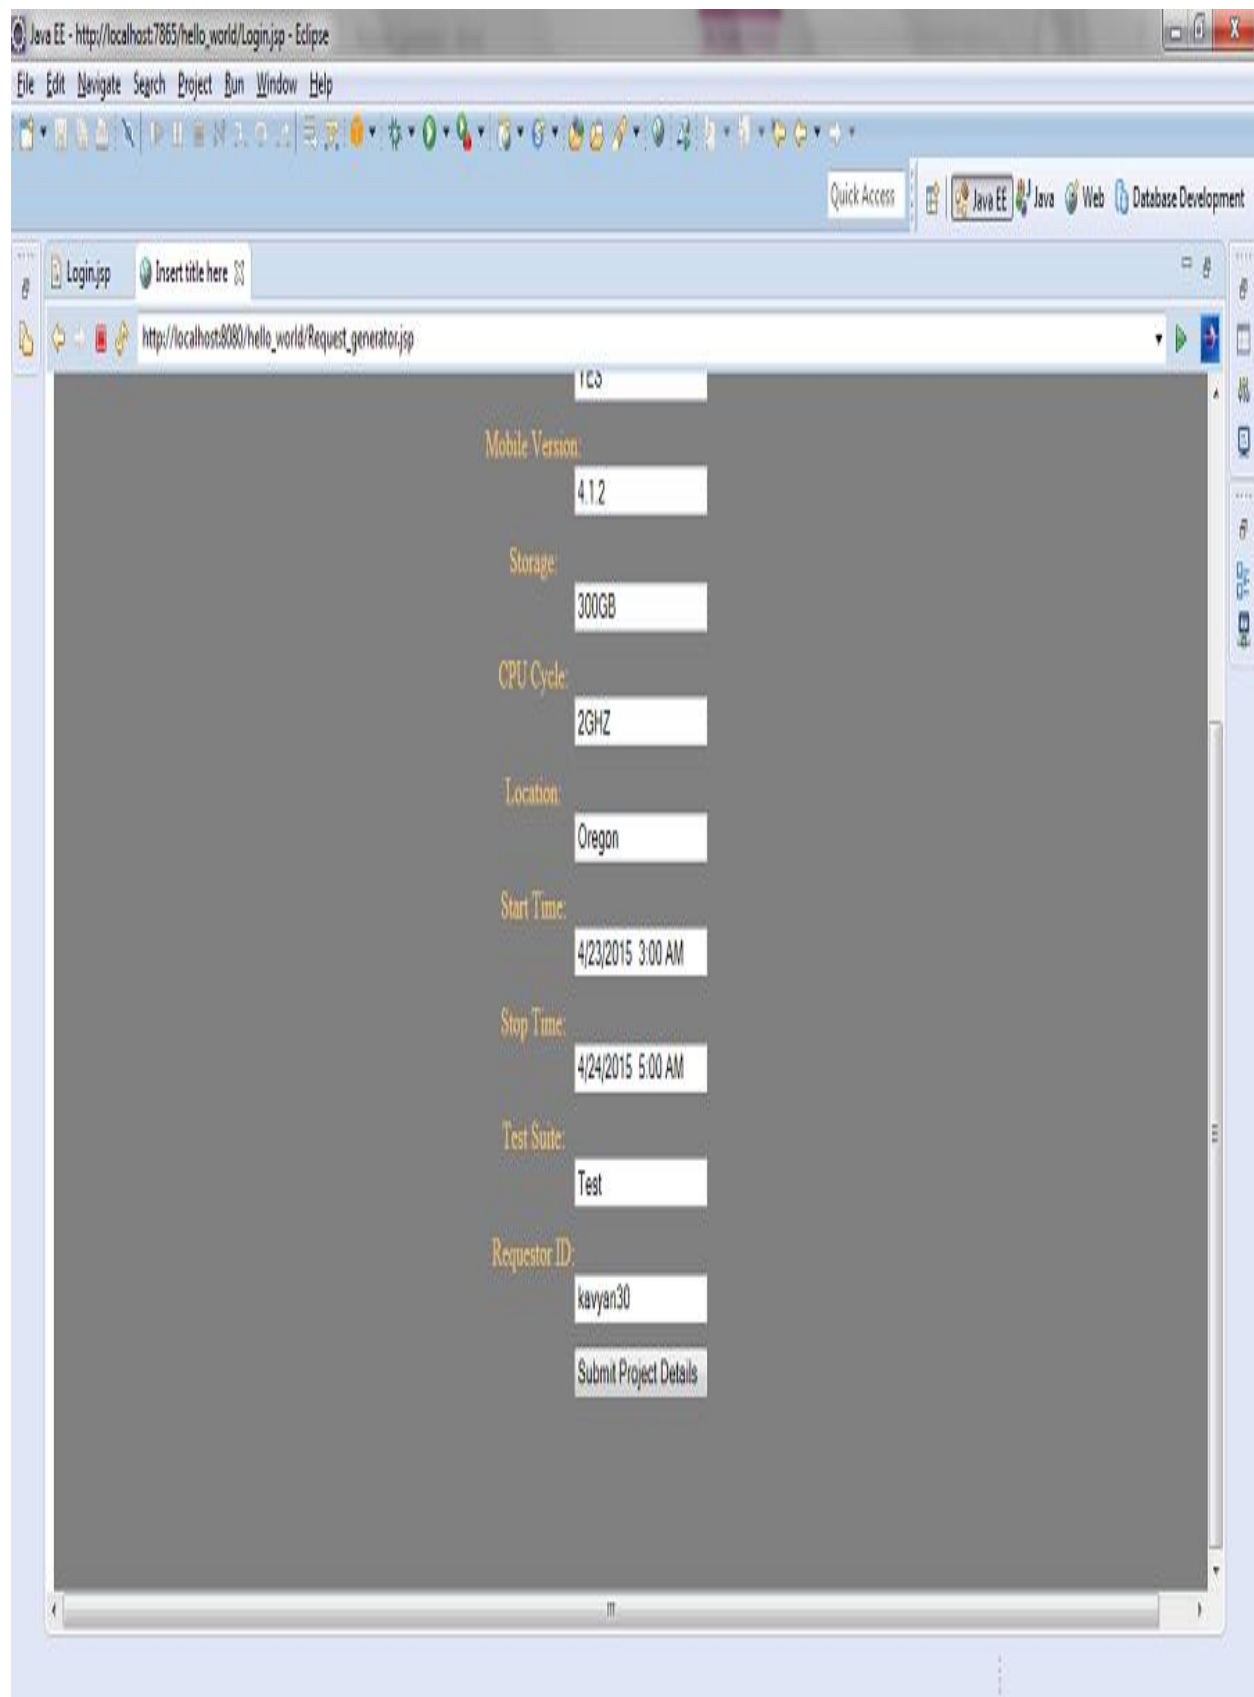 Java EE - http://localhost:7865/hello_world/Login.jsp - Eclipse
File Edit Navigate Search Project Run Window Help
Quick Access Java EE Java Web Database Development
Login.jsp Insert title here
http://localhost:8080/hello_world/Request_generator.jsp
YES
Mobile Version:
4.1.2
Storage:
300GB
CPU Cycle:
2GHZ
Location:
Oregon
Start Time:
4/23/2015 3:00 AM
Stop Time:
4/24/2015 5:00 AM
Test Suite:
Test
Requestor ID:
kavyan30
Submit Project Details